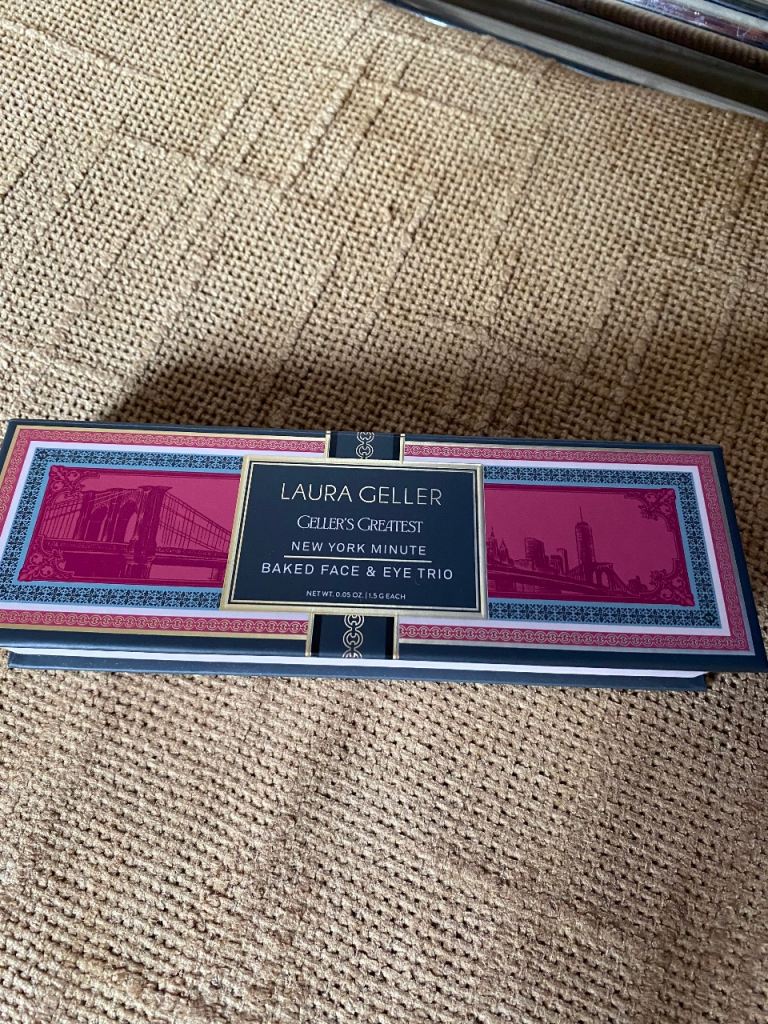 LAURA GELLER
GELLER'S GREATEST
NEW YORK MINUTE
BAKED FACE & EYE TRIO
NET WT. 0.05 OZ. | 1.5 G EACH